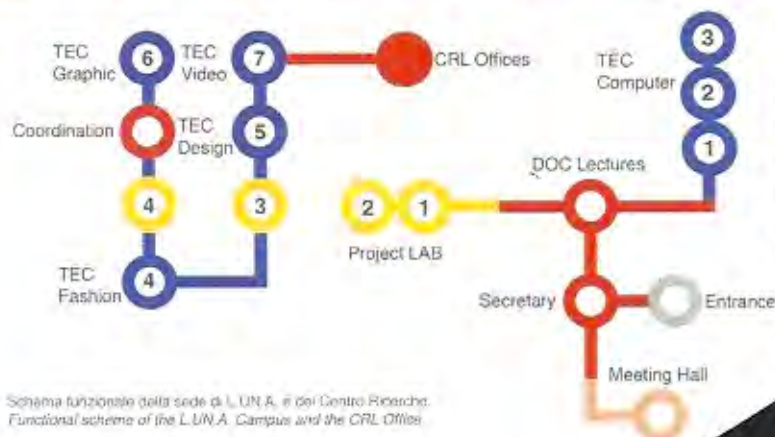 TEC
Graphic
6
TEC
Video
7
CRL Offices
TEC
Computer
3
2
1
Coordination
TEC
Design
5
DOC Lectures
4
3
2
1
Project LAB
TEC
Fashion
4
Secretary
Entrance
Meeting Hall
Schema funzionale della sede di L.UN.A. e del Centro Ricerche.
Functional scheme of the L.UN.A. Campus and the CRL Office